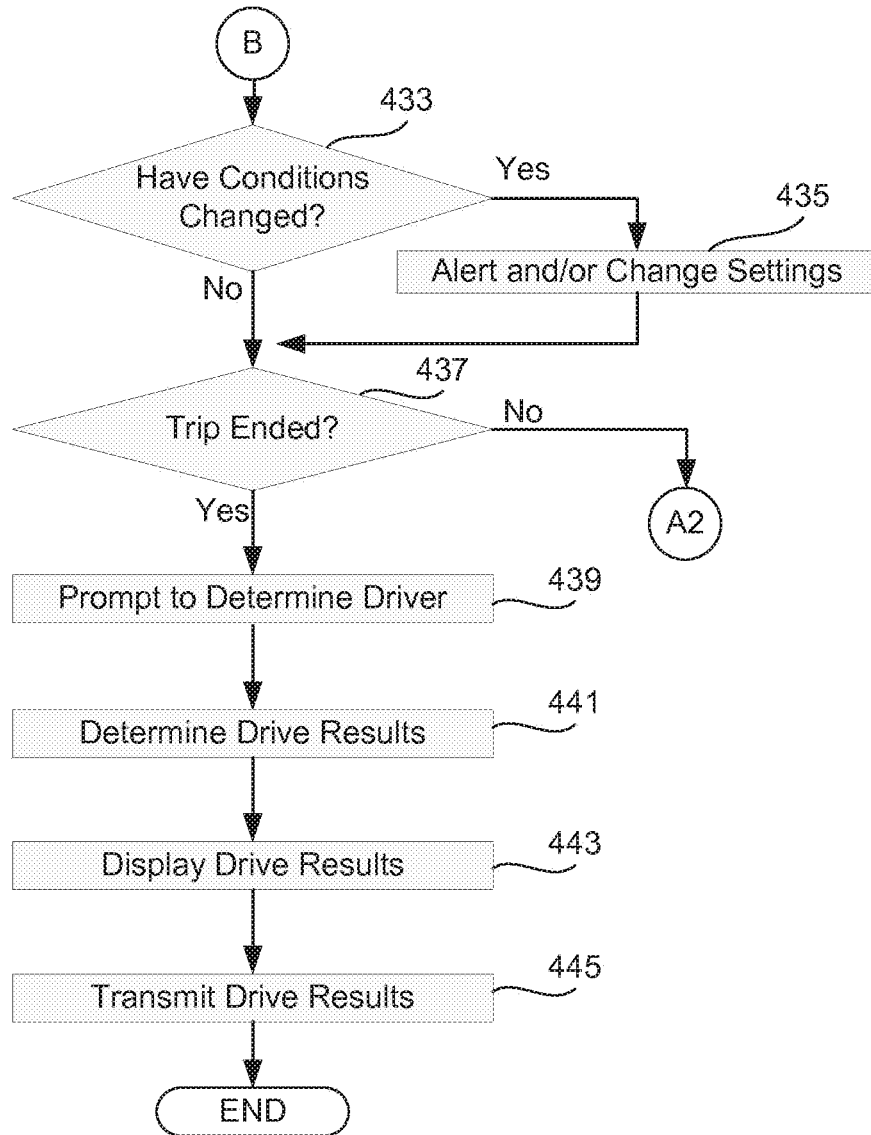 B
433
Have Conditions
Changed?
Yes
435
Alert and/or Change Settings
No
437
Trip Ended?
No
A2
Yes
439
Prompt to Determine Driver
441
Determine Drive Results
443
Display Drive Results
445
Transmit Drive Results
END